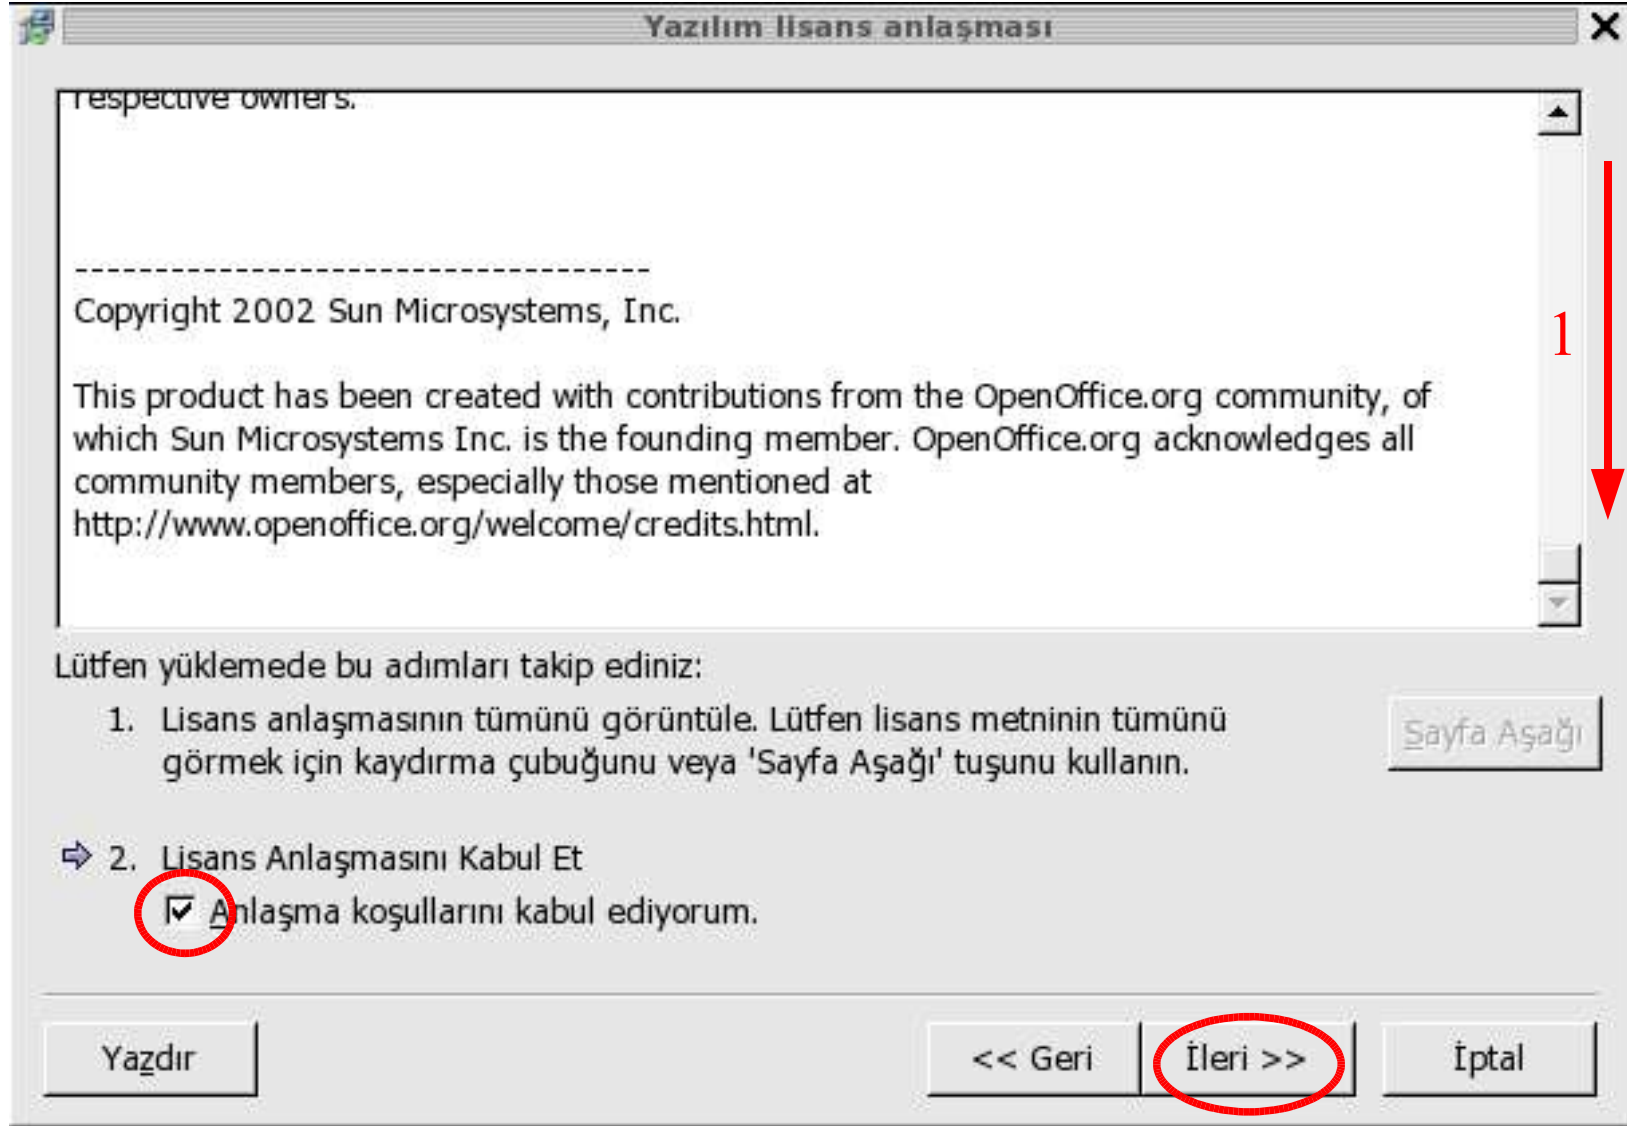 Yazılım lisans anlaşması
respective owners.
------------------------------------
Copyright 2002 Sun Microsystems, Inc.
This product has been created with contributions from the OpenOffice.org community, of
which Sun Microsystems Inc. is the founding member. OpenOffice.org acknowledges all
community members, especially those mentioned at
http://www.openoffice.org/welcome/credits.html.
1
Lütfen yüklemede bu adımları takip ediniz:
1. Lisans anlaşmasının tümünü görüntüle. Lütfen lisans metninin tümünü
görmek için kaydırma çubuğunu veya 'Sayfa Aşağı' tuşunu kullanın.
Sayfa Aşağı
2. Lisans Anlaşmasını Kabul Et
Anlaşma koşullarını kabul ediyorum.
Yazdır
<< Geri
İleri >>
İptal